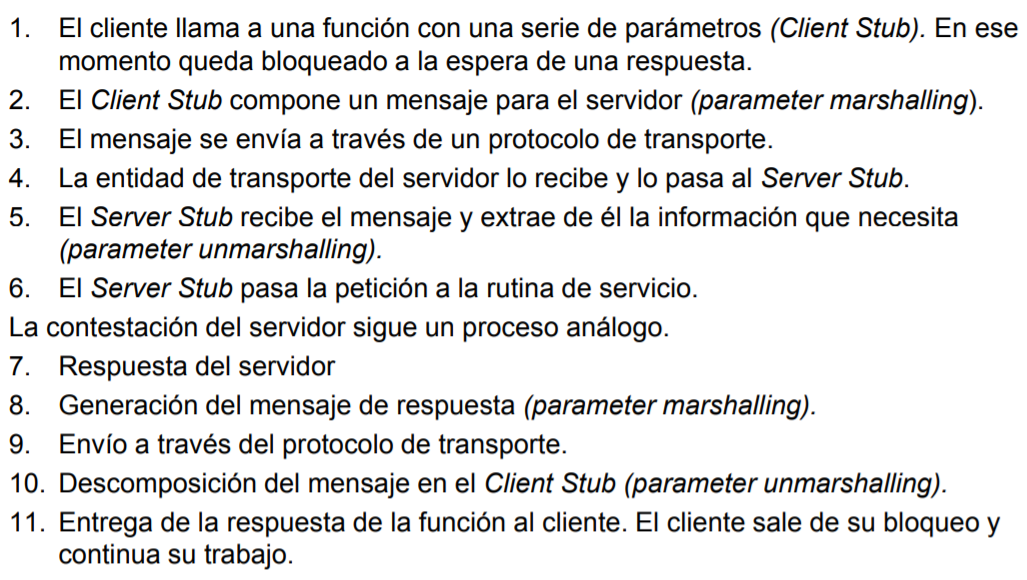 1. El cliente llama a una función con una serie de parámetros (Client Stub). En ese
momento queda bloqueado a la espera de una respuesta.
2. El Client Stub compone un mensaje para el servidor (parameter marshalling).
3. El mensaje se envía a través de un protocolo de transporte.
4. La entidad de transporte del servidor lo recibe y lo pasa al Server Stub.
5. El Server Stub recibe el mensaje y extrae de él la información que necesita
(parameter unmarshalling).
6. El Server Stub pasa la petición a la rutina de servicio.
La contestación del servidor sigue un proceso análogo.
7. Respuesta del servidor
8. Generación del mensaje de respuesta (parameter marshalling).
9. Envío a través del protocolo de transporte.
10. Descomposición del mensaje en el Client Stub (parameter unmarshalling).
11. Entrega de la respuesta de la función al cliente. El cliente sale de su bloqueo y
continua su trabajo.